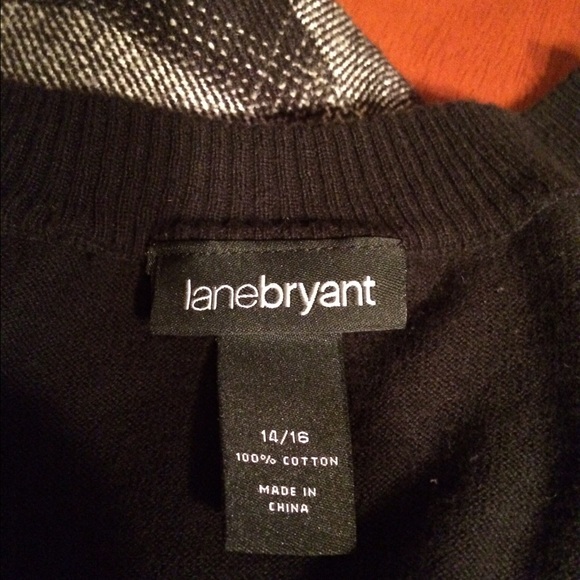 lanebryant
14/16
100% COTTON
MADE IN
CHINA